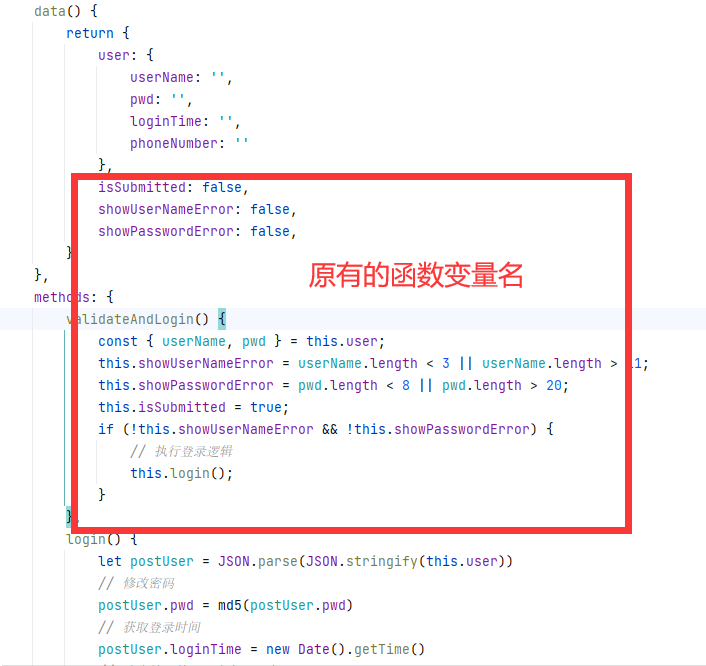 data() {
return {
user: {
userName: '',
pwd: '',
loginTime: '',
phoneNumber: ''
},
isSubmitted: false,
showUserNameError: false,
showPasswordError: false,
}
},
原有的函数变量名
methods: {
validateAndLogin() {
const { userName, pwd } = this.user;
this.showUserNameError = userName.length < 3 || userName.length > 11;
this.showPasswordError = pwd.length < 8 || pwd.length > 20;
this.isSubmitted = true;
if (!this.showUserNameError && !this.showPasswordError) {
// 执行登录逻辑
this.login();
}
},
login() {
let postUser = JSON.parse(JSON.stringify(this.user))
// 修改密码
postUser.pwd = md5(postUser.pwd)
// 获取登录时间
postUser.loginTime = new Date().getTime()